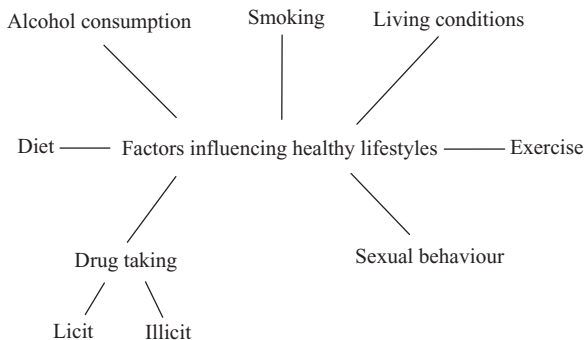 Alcohol consumption
Smoking
Living conditions
Diet
Factors influencing healthy lifestyles
Exercise
Drug taking
Sexual behaviour
Licit
Illicit